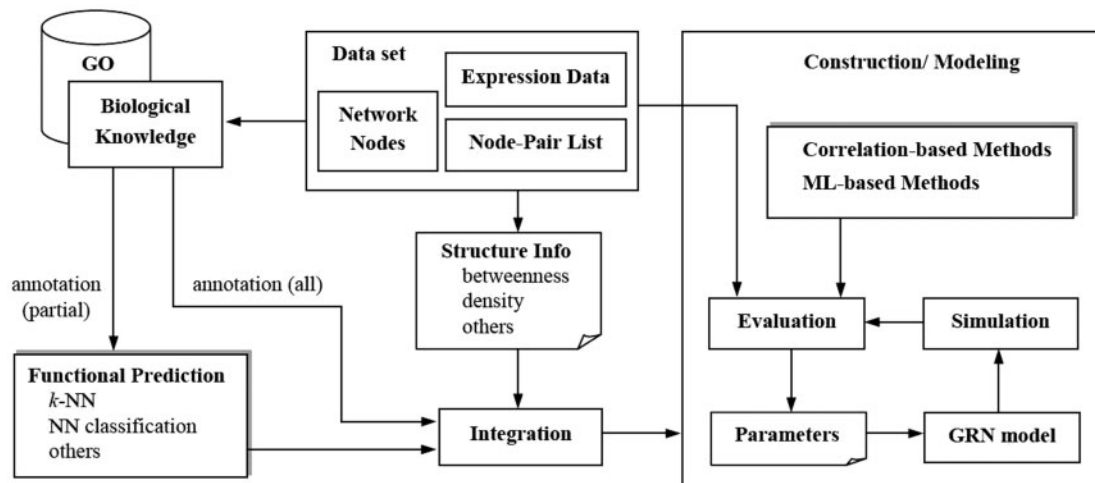 GO
Biological
Knowledge
Data set
Expression Data
Network
Nodes
Node-Pair List
Construction/ Modeling
Correlation-based Methods
ML-based Methods
Structure Info
betweenness
density
others
annotation
(partial)
annotation (all)
Evaluation
Simulation
Functional Prediction
k-NN
NN classification
others
Integration
Parameters
GRN model